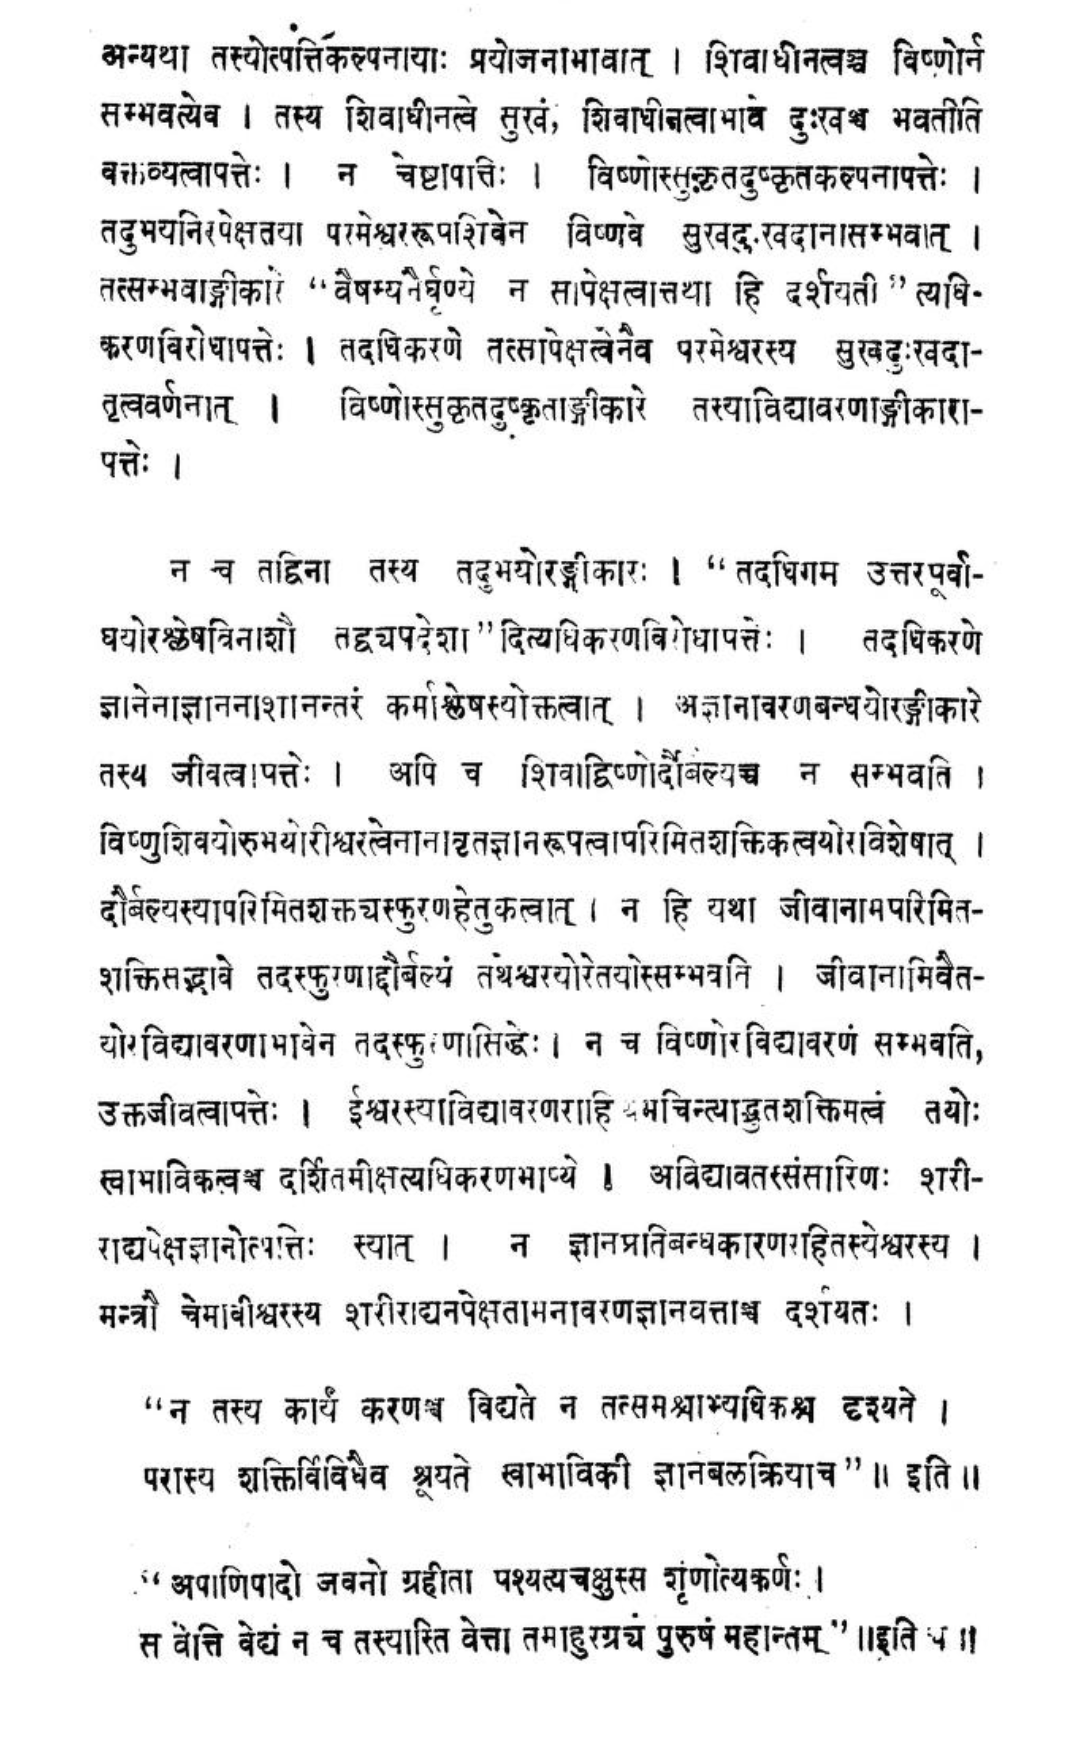 अन्यथा तस्योत्पत्तिकल्पनायाः प्रयोजनाभावात् । शिवाधीनत्वञ्च विष्णोर्न
सम्भवत्येव । तस्य शिवाधीनत्वे सुखं, शिवाधीनत्वाभावे दुःखञ्च भवतीति
वक्तव्यत्वापत्तेः । न चेष्टापात्तिः । विष्णोस्सुकृतदुष्कृतकल्पनापत्तेः ।
तदुभयनिरपेक्षतया परमेश्वररूपशिवेन विष्णवे सुखदुःखदानासम्भवात् ।
तत्सम्भवाङ्गीकारे “वैषम्यनैर्घृण्ये न सापेक्षत्वात्तथा हि दर्शयती” त्यधि-
करणविरोधापत्तेः । तदधिकरणे तत्सापेक्षत्वेनैव परमेश्वरस्य सुखदुःखदा-
तृत्ववर्णनात् । विष्णोस्सुकृतदुष्कृताङ्गीकारे तस्याविद्यावरणाङ्गीकारा-
पत्तेः ।
न च तद्विना तस्य तदुभयोरङ्गीकारः । “तदधिगम उत्तरपूर्वा-
घयोरश्लेषविनाशौ तद्व्यपदेशा” दित्यधिकरणविरोधापत्तेः । तदधिकरणे
ज्ञानेनाज्ञाननाशानन्तरं कर्माश्लेषस्योक्तत्वात् । अज्ञानावरणबन्धयोरङ्गीकारे
तस्य जीवत्वापत्तेः । अपि च शिवाद्विष्णोर्दौर्बल्यञ्च न सम्भवति ।
विष्णुशिवयोरुभयोरीश्वरत्वेनानावृतज्ञानरूपत्वापरिमितशक्तिकत्वयोरविशेषात् ।
दौर्बल्यस्यापरिमितशक्त्यस्फुरणहेतुकत्वात् । न हि यथा जीवानामपरिमित-
शक्तिसद्भावे तदस्फुरणाद्दौर्बल्यं तथेश्वरयोरेतयोस्सम्भवति । जीवानामिवैत-
योरविद्यावरणाभावेन तदस्फुरणासिद्धेः । न च विष्णोरविद्यावरणं सम्भवति,
उक्तजीवत्वापत्तेः । ईश्वरस्याविद्यावरणराहित्यमचिन्त्याद्भुतशक्तिमत्वं तयोः
स्वाभाविकत्वञ्च दर्शितमीक्षत्यधिकरणभाष्ये । अविद्यावतस्संसारिणः शरी-
राद्यपेक्षज्ञानोत्पत्तिः स्यात् । न ज्ञानप्रतिबन्धकारणरहितस्येश्वरस्य ।
मन्त्रौ चेमावीश्वरस्य शरीराद्यनपेक्षतामनावरणज्ञानवत्ताञ्च दर्शयतः ।
“न तस्य कार्यं करणञ्च विद्यते न तत्समश्चाभ्यधिकश्च दृश्यते ।
परास्य शक्तिर्विविधैव श्रूयते स्वाभाविकी ज्ञानबलक्रियाच” ॥ इति ॥
“अपाणिपादो जवनो ग्रहीता पश्यत्यचक्षुस्स शृंणोत्यकर्णः ।
स वेत्ति वेद्यं न च तस्यास्ति वेत्ता तमाहुरग्र्यं पुरुषं महान्तम्” ॥इति च ॥